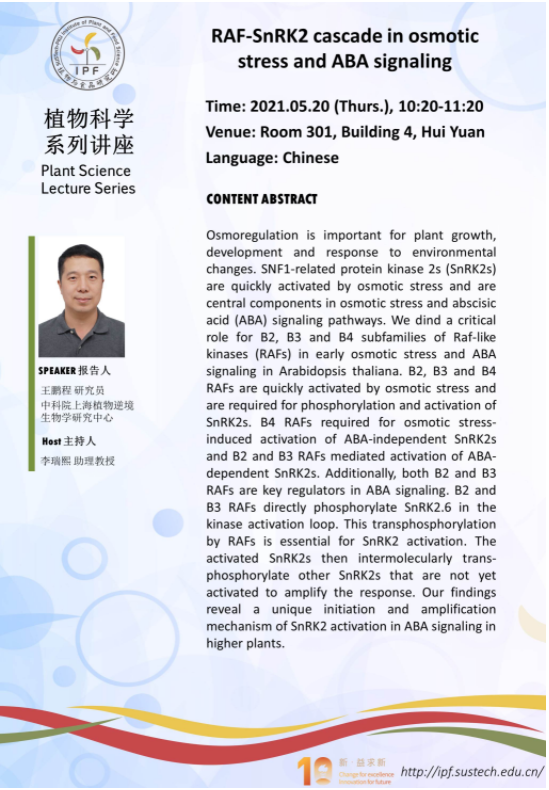 IPF
植物科学
系列讲座
Plant Science
Lecture Series
SPEAKER 报告人
王鹏程 研究员
中科院上海植物逆境
生物学研究中心
Host 主持人
李瑞熙 助理教授
RAF-SnRK2 cascade in osmotic
stress and ABA signaling
Time: 2021.05.20 (Thurs.), 10:20-11:20
Venue: Room 301, Building 4, Hui Yuan
Language: Chinese
CONTENT ABSTRACT
Osmoregulation is important for plant growth,
development and response to environmental
changes. SNF1-related protein kinase 2s (SnRK2s)
are quickly activated by osmotic stress and are
central components in osmotic stress and abscisic
acid (ABA) signaling pathways. We dind a critical
role for B2, B3 and B4 subfamilies of Raf-like
kinases (RAFs) in early osmotic stress and ABA
signaling in Arabidopsis thaliana. B2, B3 and B4
RAFs are quickly activated by osmotic stress and
are required for phosphorylation and activation of
SnRK2s. B4 RAFs required for osmotic stress-
induced activation of ABA-independent SnRK2s
and B2 and B3 RAFs mediated activation of ABA-
dependent SnRK2s. Additionally, both B2 and B3
RAFs are key regulators in ABA signaling. B2 and
B3 RAFs directly phosphorylate SnRK2.6 in the
kinase activation loop. This transphosphorylation
by RAFs is essential for SnRK2 activation. The
activated SnRK2s then intermolecularly trans-
phosphorylate other SnRK2s that are not yet
activated to amplify the response. Our findings
reveal a unique initiation and amplification
mechanism of SnRK2 activation in ABA signaling in
higher plants.
Change for excellence
Innovation for future
http://ipf.sustech.edu.cn/